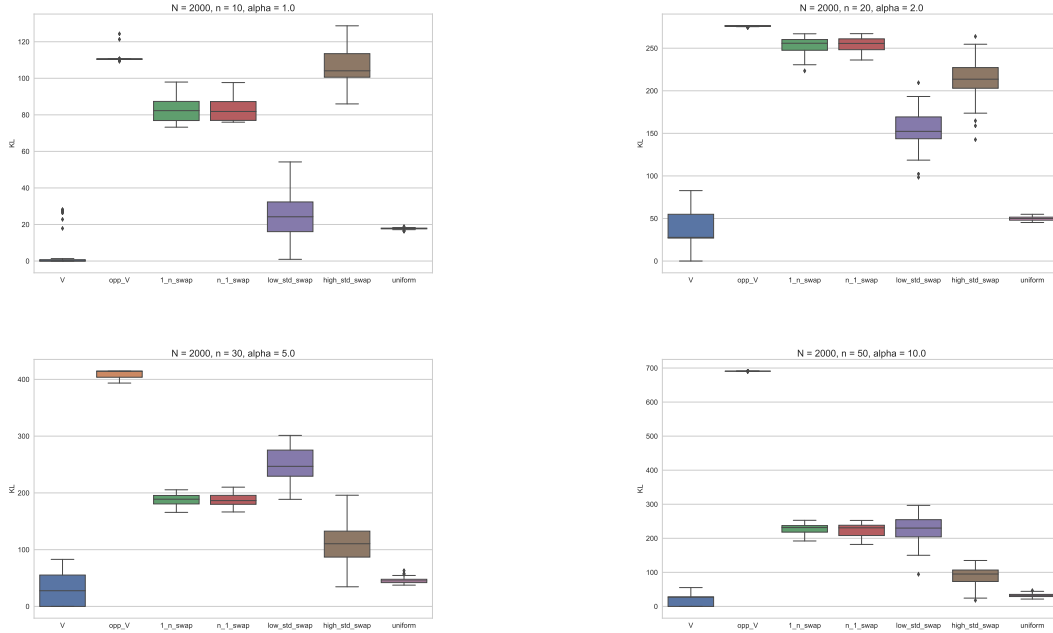 N = 2000, n = 10, alpha = 1.0
KL
120
100
80
60
40
20
0
V opp_V 1_n_swap n_1_swap low_std_swap high_std_swap uniform
N = 2000, n = 20, alpha = 2.0
KL
250
200
150
100
50
0
V opp_V 1_n_swap n_1_swap low_std_swap high_std_swap uniform
N = 2000, n = 30, alpha = 5.0
KL
400
300
200
100
0
V opp_V 1_n_swap n_1_swap low_std_swap high_std_swap uniform
N = 2000, n = 50, alpha = 10.0
KL
700
600
500
400
300
200
100
0
V opp_V 1_n_swap n_1_swap low_std_swap high_std_swap uniform